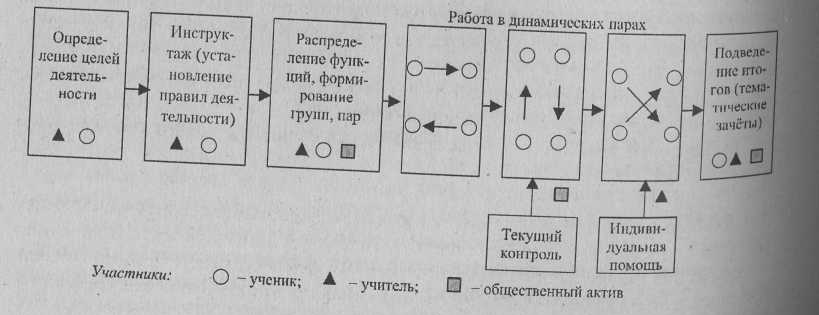 Опреде-
ление целей
деятель-
ности
Инструк-
таж (уста-
новление
правил дея-
тельности)
Распреде-
ление функ-
ций, форми-
рование
групп, пар
Работа в динамических парах
Подведе-
ние ито-
гов (тема-
тические
зачёты)
Текущий
контроль
Индиви-
дуальная
помощь
Участники:
– ученик;
– учитель;
– общественный актив